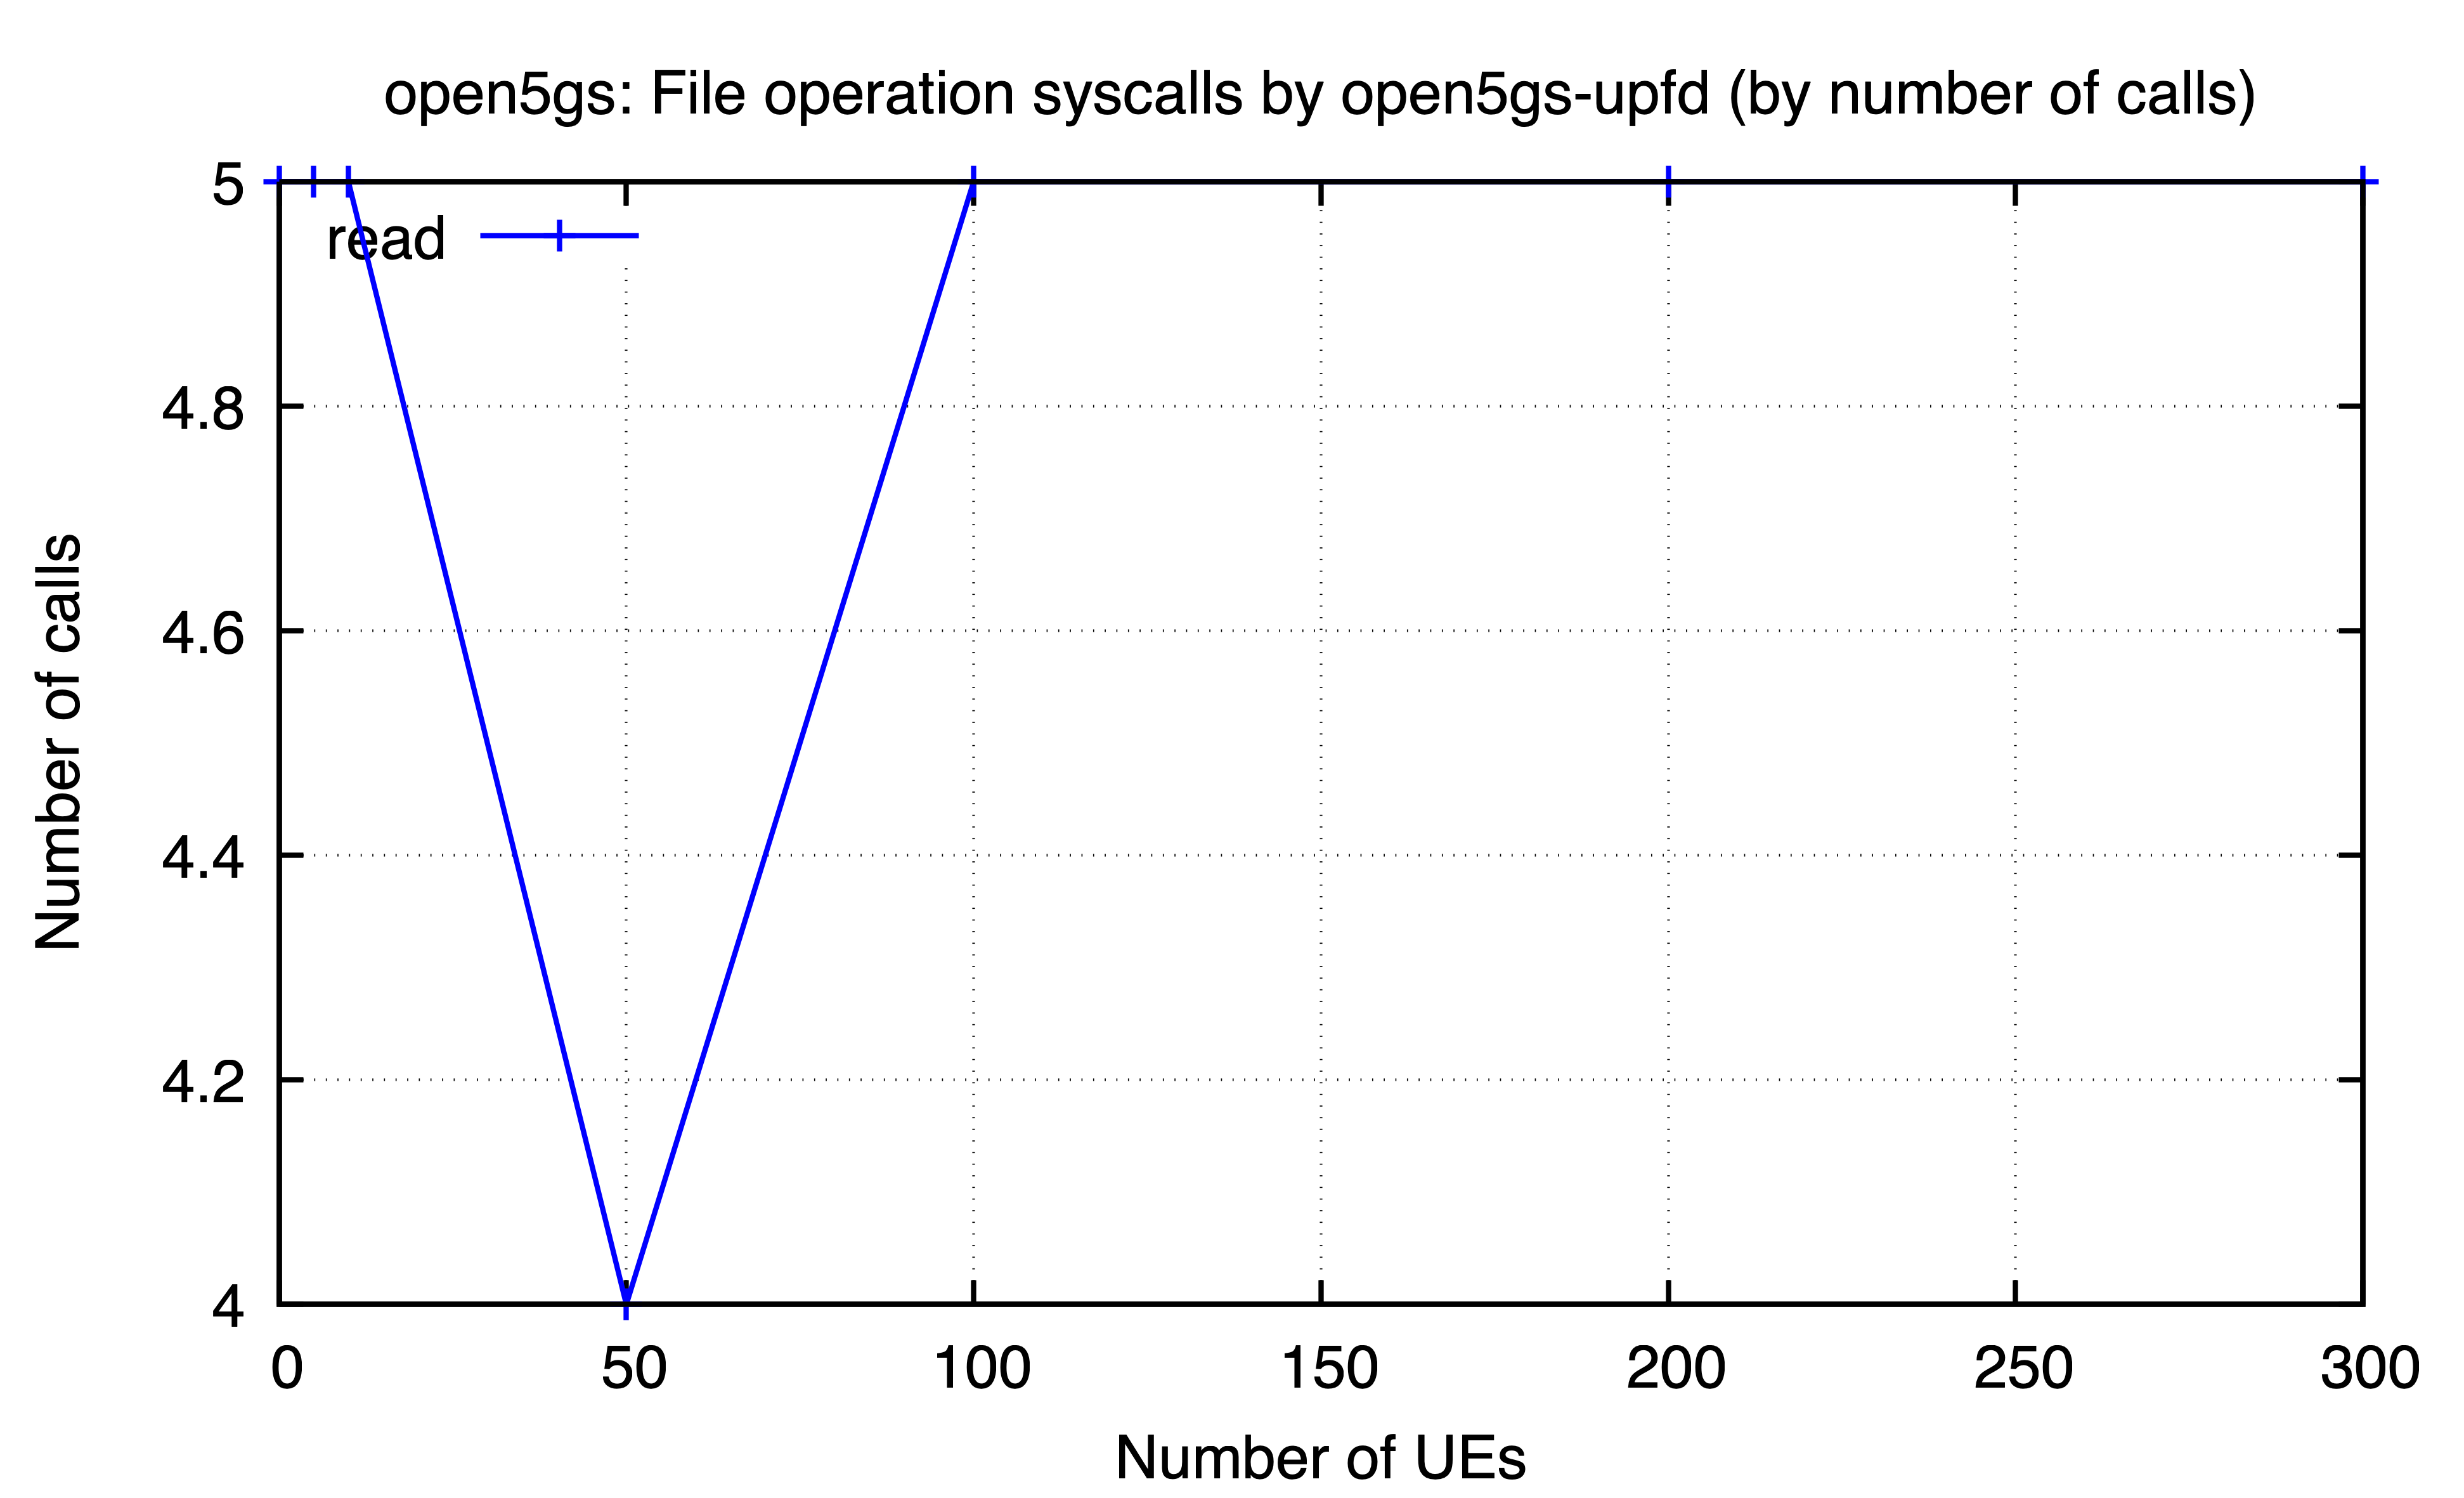 open5gs: File operation syscalls by open5gs-upfd (by number of calls)
5
read
4.8
4.6
4.4
4.2
4
Number of calls
0 50 100 150 200 250 300
Number of UEs